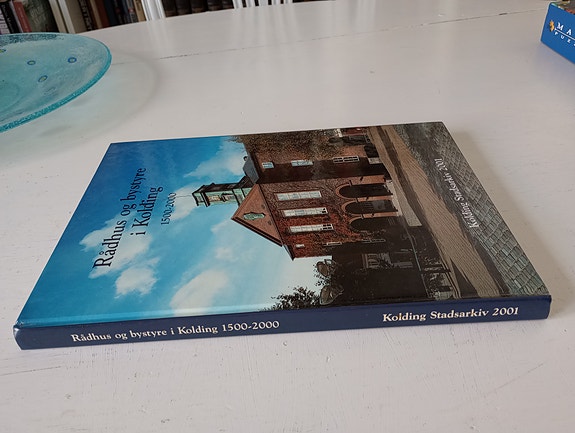 Rådhus og bystyre
i Kolding
1500-2000
Kolding Stadsarkiv 2001
Rådhus og bystyre i Kolding 1500-2000
Kolding Stadsarkiv 2001